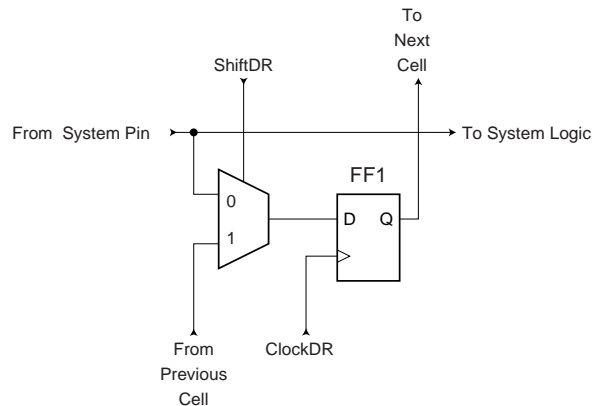 To
Next
Cell
ShiftDR
From System Pin
To System Logic
FF1
0
D Q
1
From
Previous
Cell
ClockDR